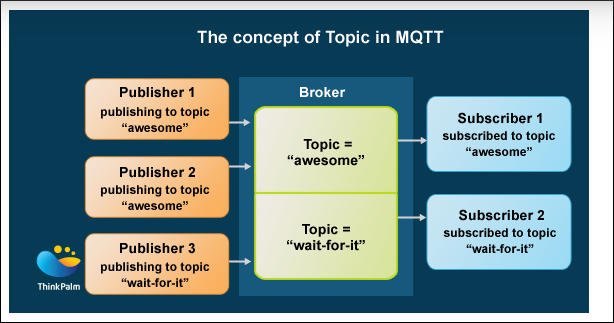 The concept of Topic in MQTT
Publisher 1
publishing to topic
“awesome”
Publisher 2
publishing to topic
“awesome”
Publisher 3
publishing to topic
“wait-for-it”
Broker
Topic =
“awesome”
Topic =
“wait-for-it”
Subscriber 1
subscribed to topic
“awesome”
Subscriber 2
subscribed to topic
“wait-for-it”
ThinkPalm